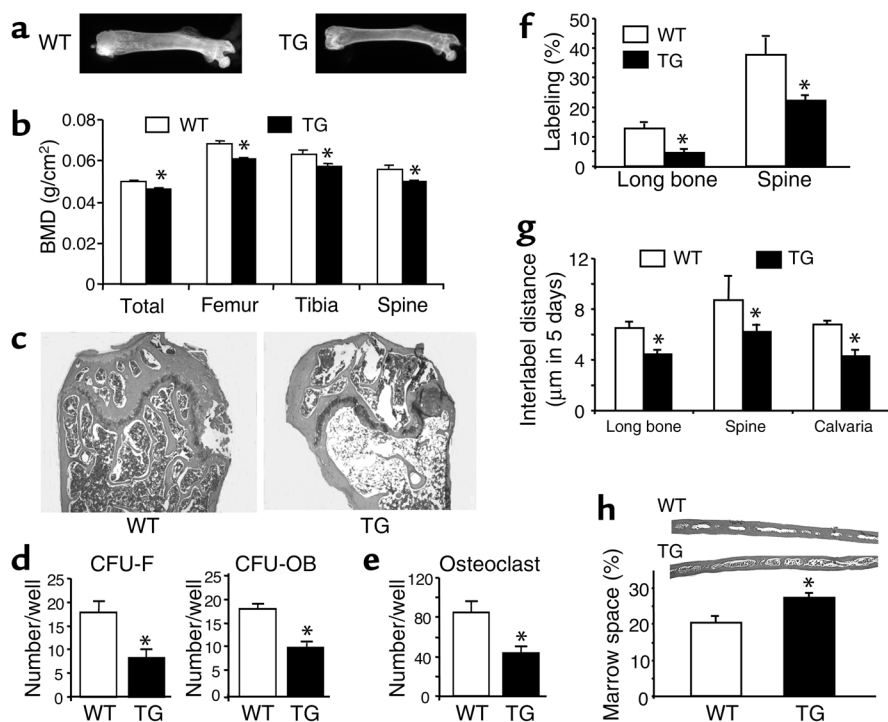 a
WT
TG
b
WT
TG
BMD (g/cm²)
0.08
0.06
0.04
0.02
0
*
*
*
*
Total
Femur
Tibia
Spine
c
WT
TG
d
CFU-F
Number/well
25
20
15
10
5
0
*
WT
TG
CFU-OB
Number/well
25
20
15
10
5
0
*
WT
TG
e
Osteoclast
Number/well
120
80
40
0
*
WT
TG
f
WT
TG
Labeling (%)
50
40
30
20
10
0
*
*
Long bone
Spine
g
WT
TG
Interlabel distance
(µm in 5 days)
12
8
4
0
*
*
*
Long bone
Spine
Calvaria
h
WT
TG
Marrow space (%)
30
20
10
0
*
WT
TG